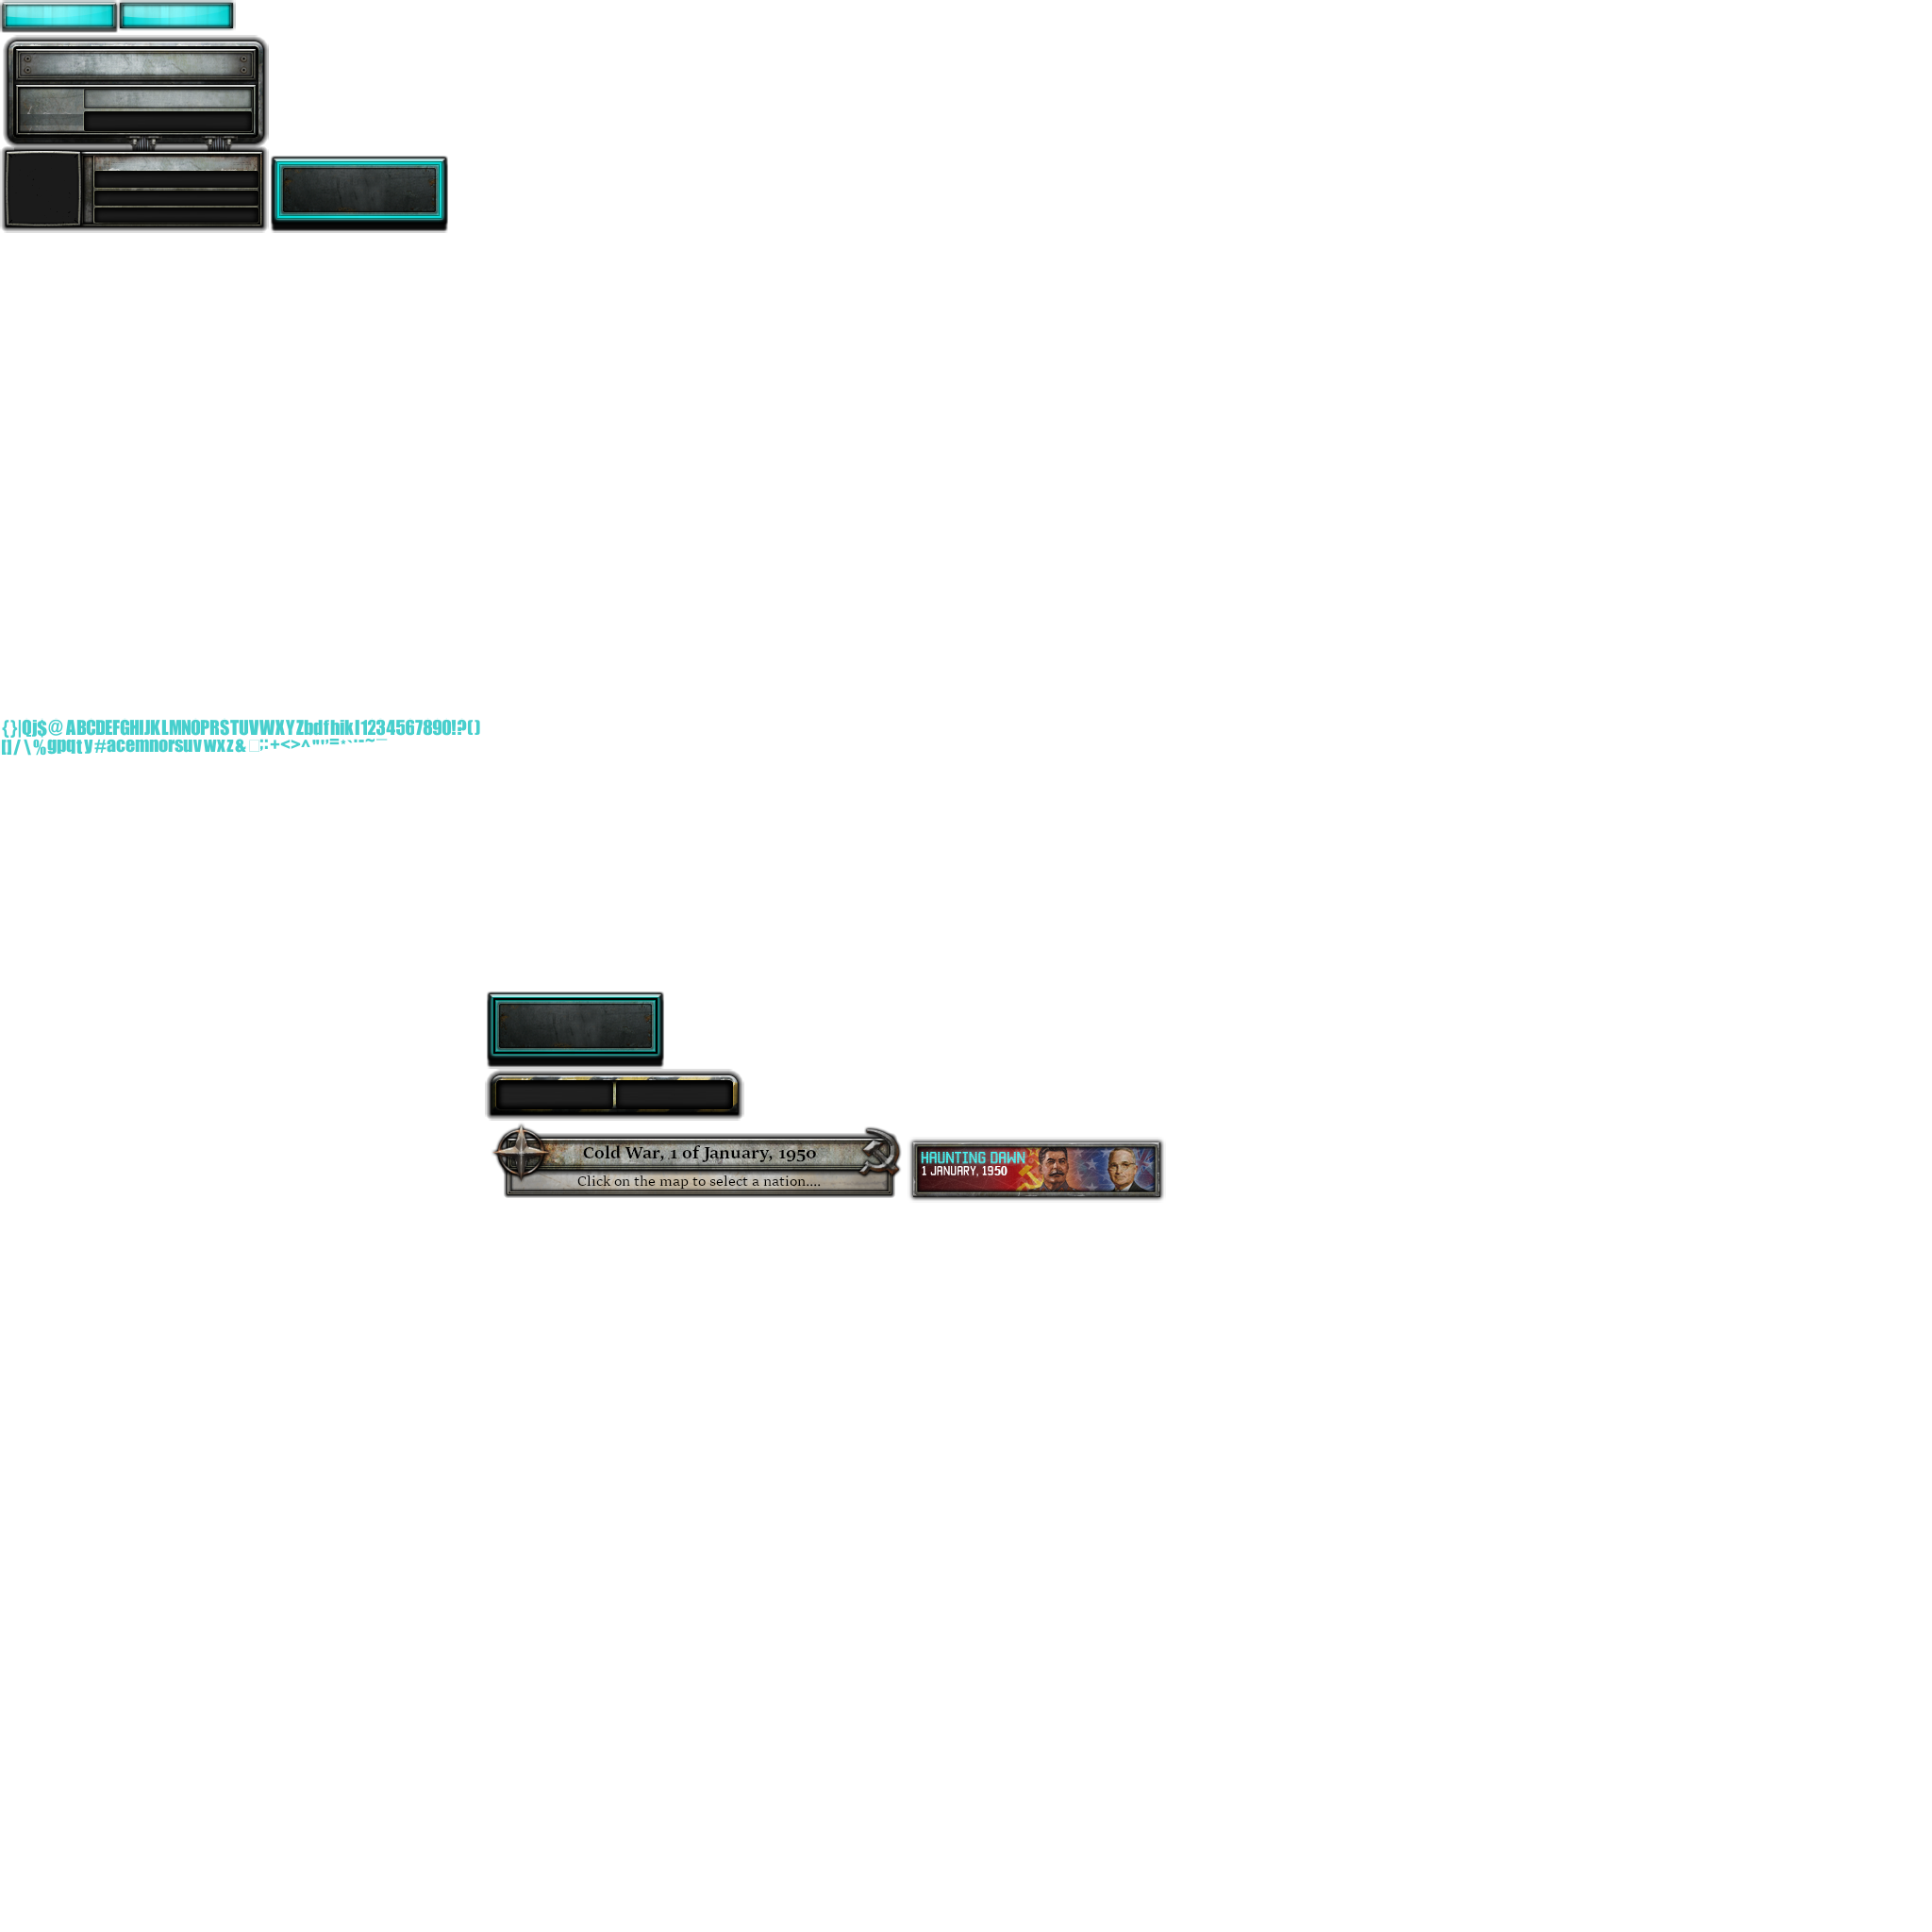 {}|Qj$@ABCDEFGHIJKLMNOPRSTUVWXYZbdfhikl1234567890!?()
[]/\%gpqty#acemnorsuvwxz&□;:+<>^"!'=*`'"-~—
Cold War, 1 of January, 1950
Click on the map to select a nation....
HAUNTING DAWN
1 JANUARY, 1950